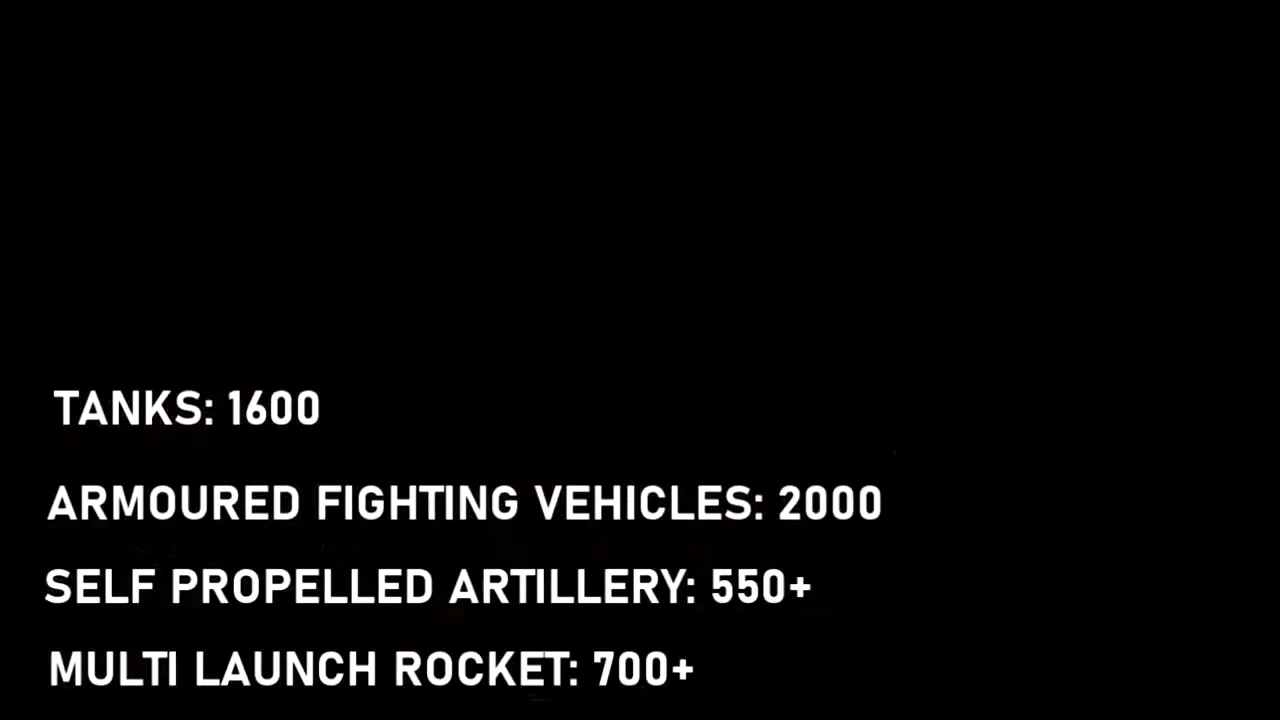 TANKS: 1600
ARMOURED FIGHTING VEHICLES: 2000
SELF PROPELLED ARTILLERY: 550+
MULTI LAUNCH ROCKET: 700+